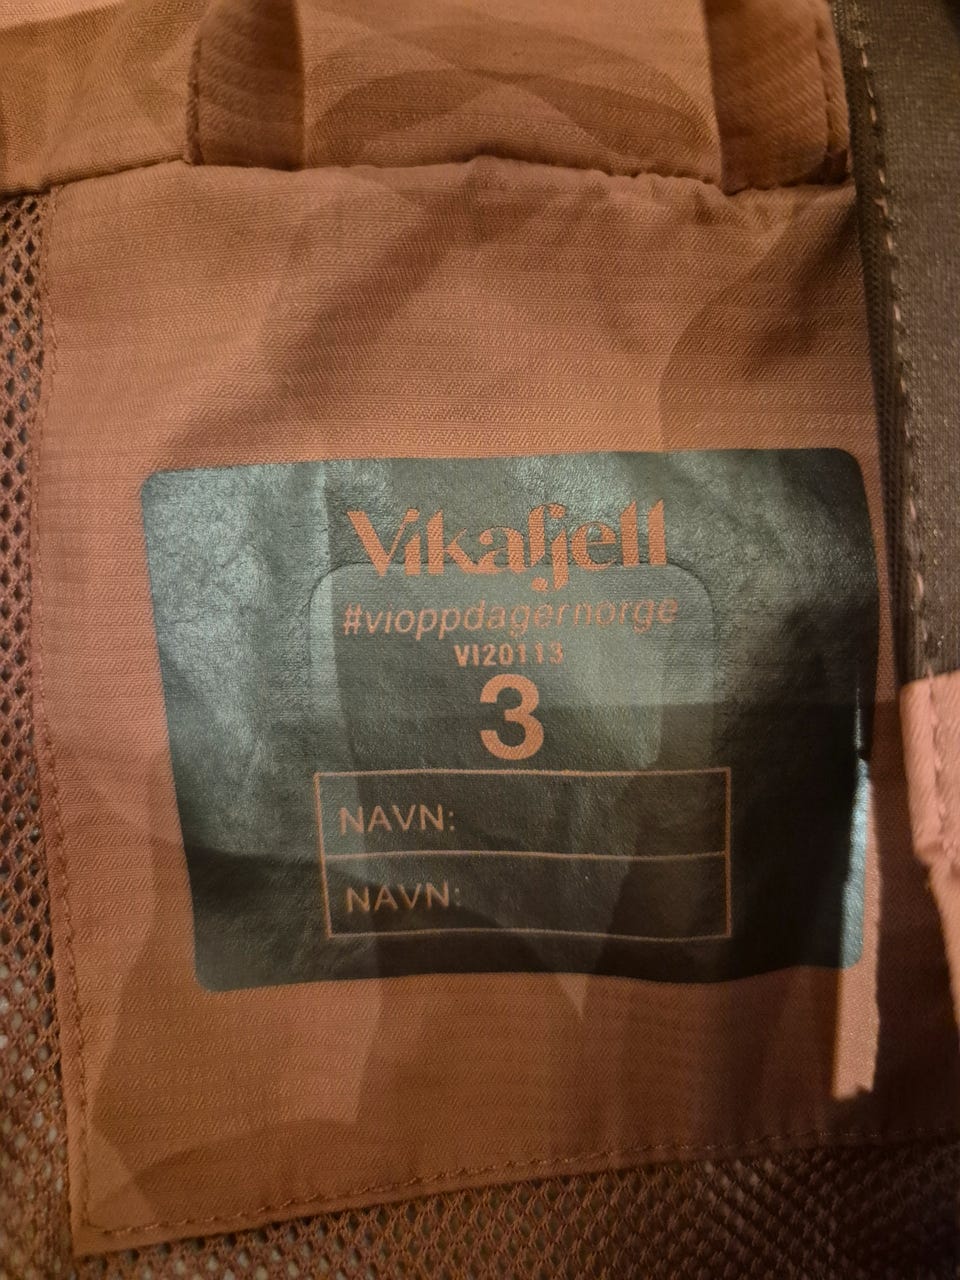 Vikafjell
#vioppdagernorge
VI20113
3
NAVN:
NAVN: